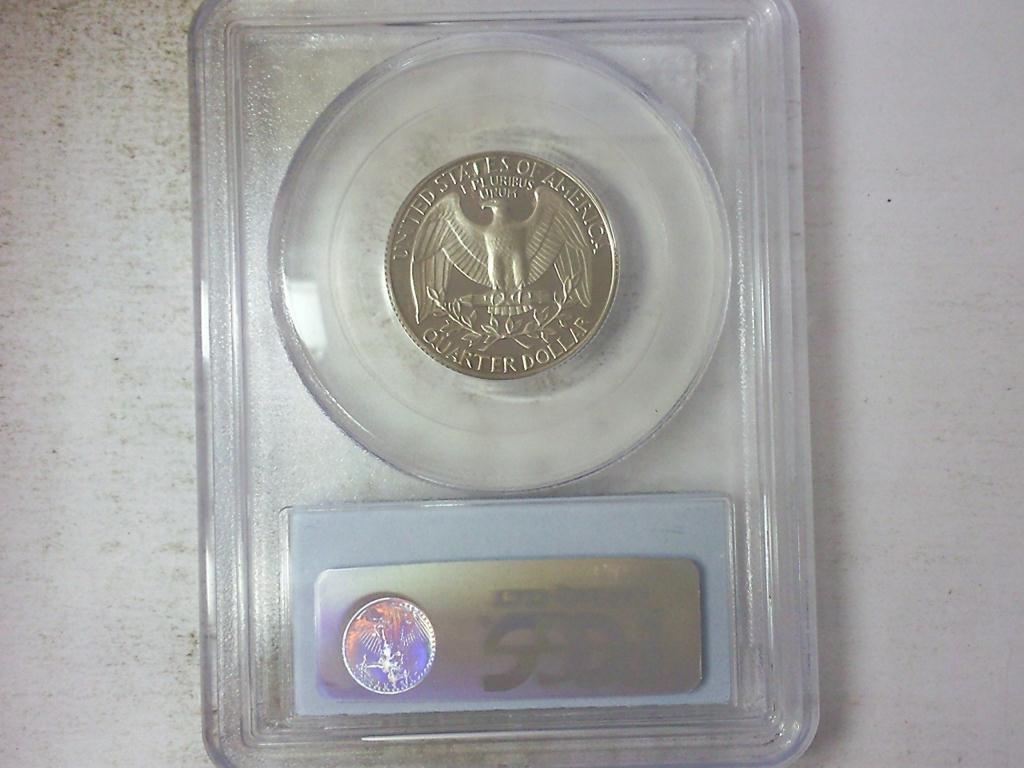 UNITED STATES OF AMERICA
E PLURIBUS
UNUM
QUARTER DOLLAR